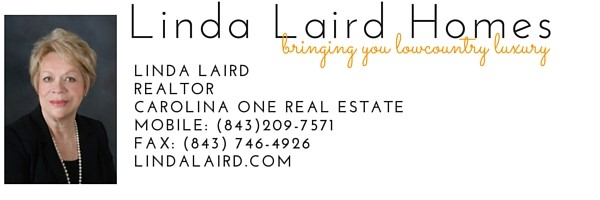 Linda Laird Homes
bringing you lowcountry luxury
LINDA LAIRD
REALTOR
CAROLINA ONE REAL ESTATE
MOBILE: (843)209-7571
FAX: (843) 746-4926
LINDALAIRD.COM